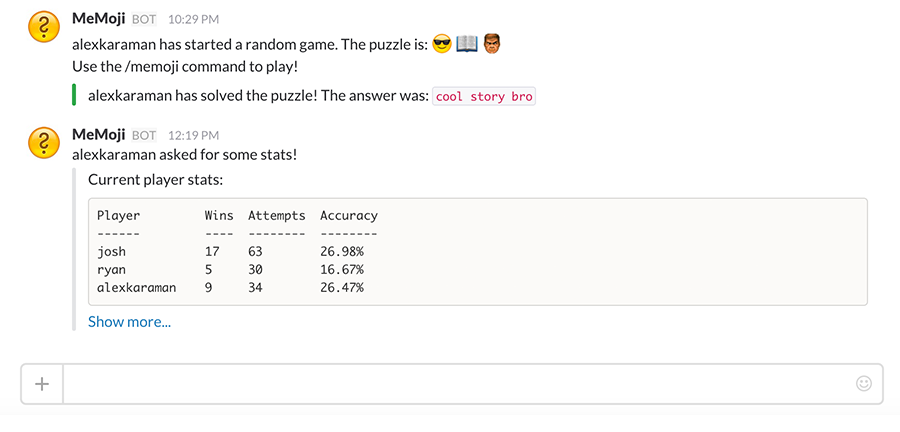 MeMoji BOT 10:29 PM
alexkaraman has started a random game. The puzzle is: 😎 📖 👿
Use the /memoji command to play!
alexkaraman has solved the puzzle! The answer was: cool story bro
MeMoji BOT 12:19 PM
alexkaraman asked for some stats!
Current player stats:
Player Wins Attempts Accuracy
------ ---- -------- --------
josh 17 63 26.98%
ryan 5 30 16.67%
alexkaraman 9 34 26.47%
Show more...